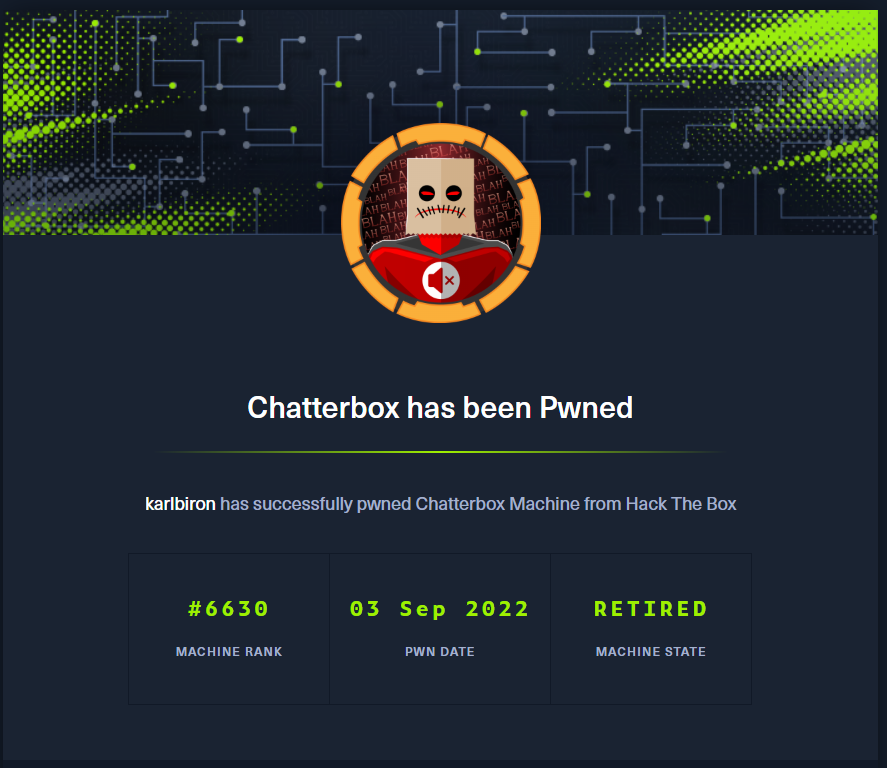 BLAH BLAH BLAH
Chatterbox has been Pwned
karlbiron has successfully pwned Chatterbox Machine from Hack The Box
#6630
MACHINE RANK
03 Sep 2022
PWN DATE
RETIRED
MACHINE STATE